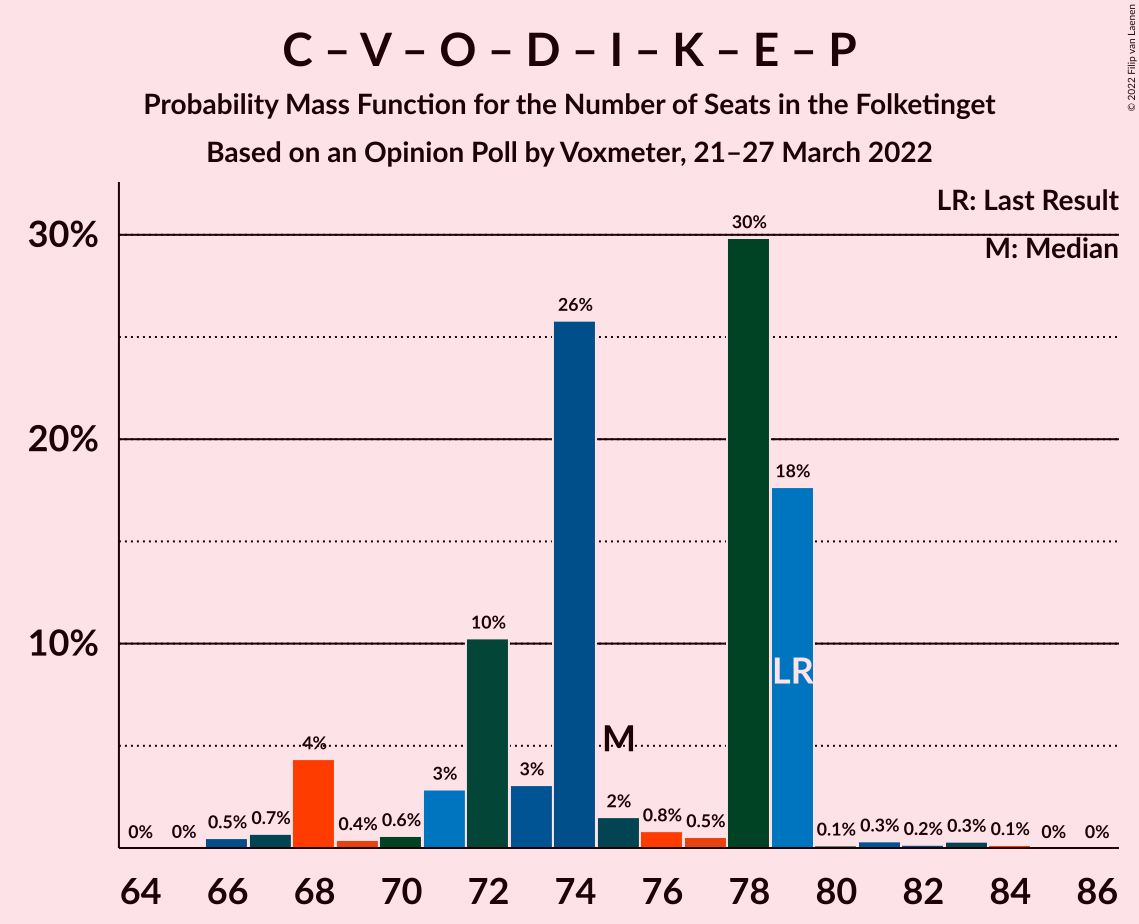 C – V – O – D – I – K – E – P
Probability Mass Function for the Number of Seats in the Folketinget
Based on an Opinion Poll by Voxmeter, 21–27 March 2022
© 2022 Filip van Laenen
LR: Last Result
M: Median
30%
20%
10%
0% 0% 0.5% 0.7% 4% 0.4% 0.6% 3% 10% 3% 26% 2% 0.8% 0.5% 30% 18% 0.1% 0.3% 0.2% 0.3% 0.1% 0% 0%
M
LR
64 66 68 70 72 74 76 78 80 82 84 86